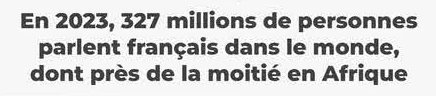 En 2023, 327 millions de personnes
parlent français dans le monde,
dont près de la moitié en Afrique